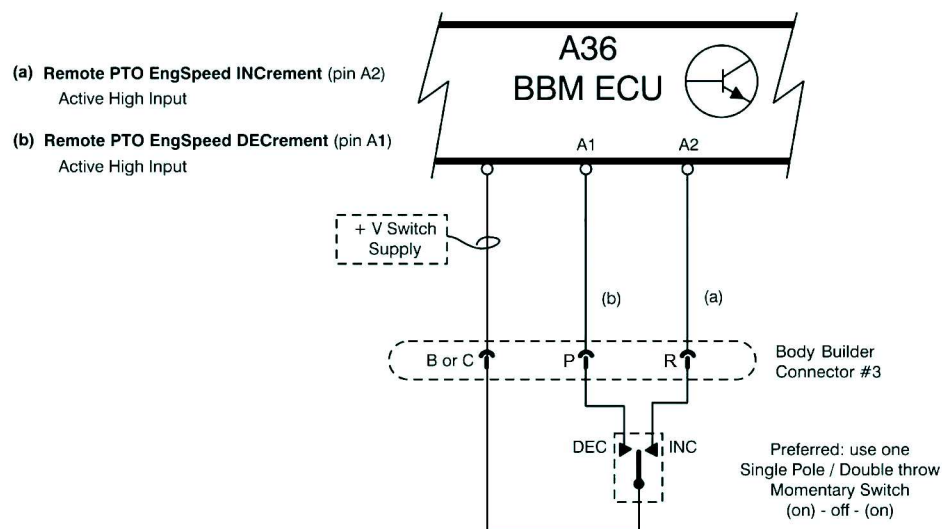 (a) Remote PTO EngSpeed INCrement (pin A2)
Active High Input
(b) Remote PTO EngSpeed DECrement (pin A1)
Active High Input
A36
BBM ECU
A1
A2
+ V Switch
Supply
(b)
(a)
B or C
P
R
Body Builder
Connector #3
DEC
INC
Preferred: use one
Single Pole / Double throw
Momentary Switch
(on) - off - (on)